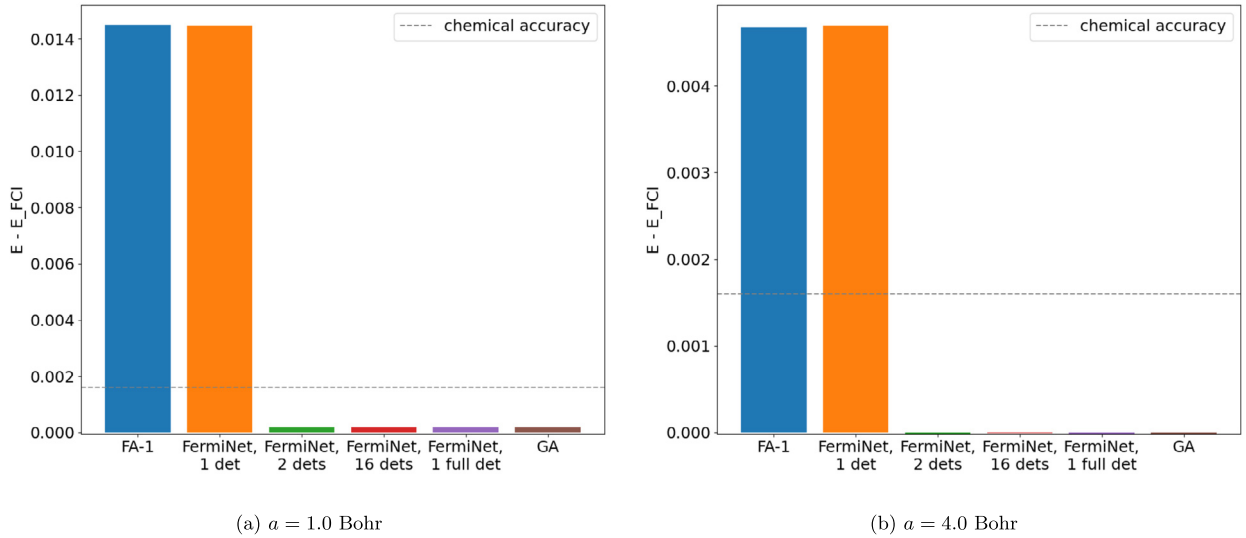 chemical accuracy
0.014
0.012
0.010
0.008
0.006
0.004
0.002
0.000
E - E_FCI
FA-1
FermiNet,
1 det
FermiNet,
2 dets
FermiNet,
16 dets
FermiNet,
1 full det
GA
(a) a = 1.0 Bohr
chemical accuracy
0.004
0.003
0.002
0.001
0.000
E - E_FCI
FA-1
FermiNet,
1 det
FermiNet,
2 dets
FermiNet,
16 dets
FermiNet,
1 full det
GA
(b) a = 4.0 Bohr